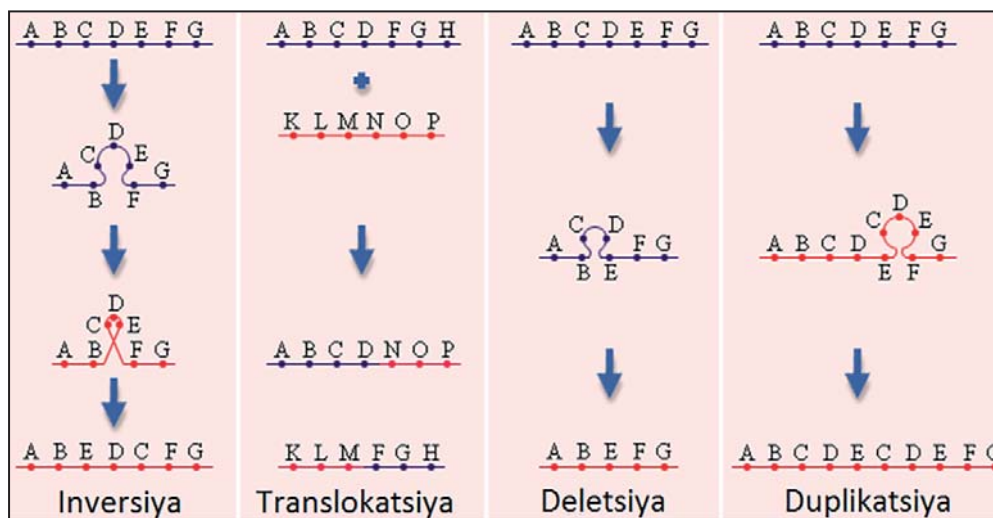 A B C D E F G
D
C E
A G
B F
D
C E
A B F G
A B E D C F G
Inversiya
A B C D F G H
K L M N O P
A B C D N O P
K L M F G H
Translokatsiya
A B C D E F G
C D
A F G
B E
A B E F G
Deletsiya
A B C D E F G
D
C E
A B C D G
E F
A B C D E C D E F G
Duplikatsiya